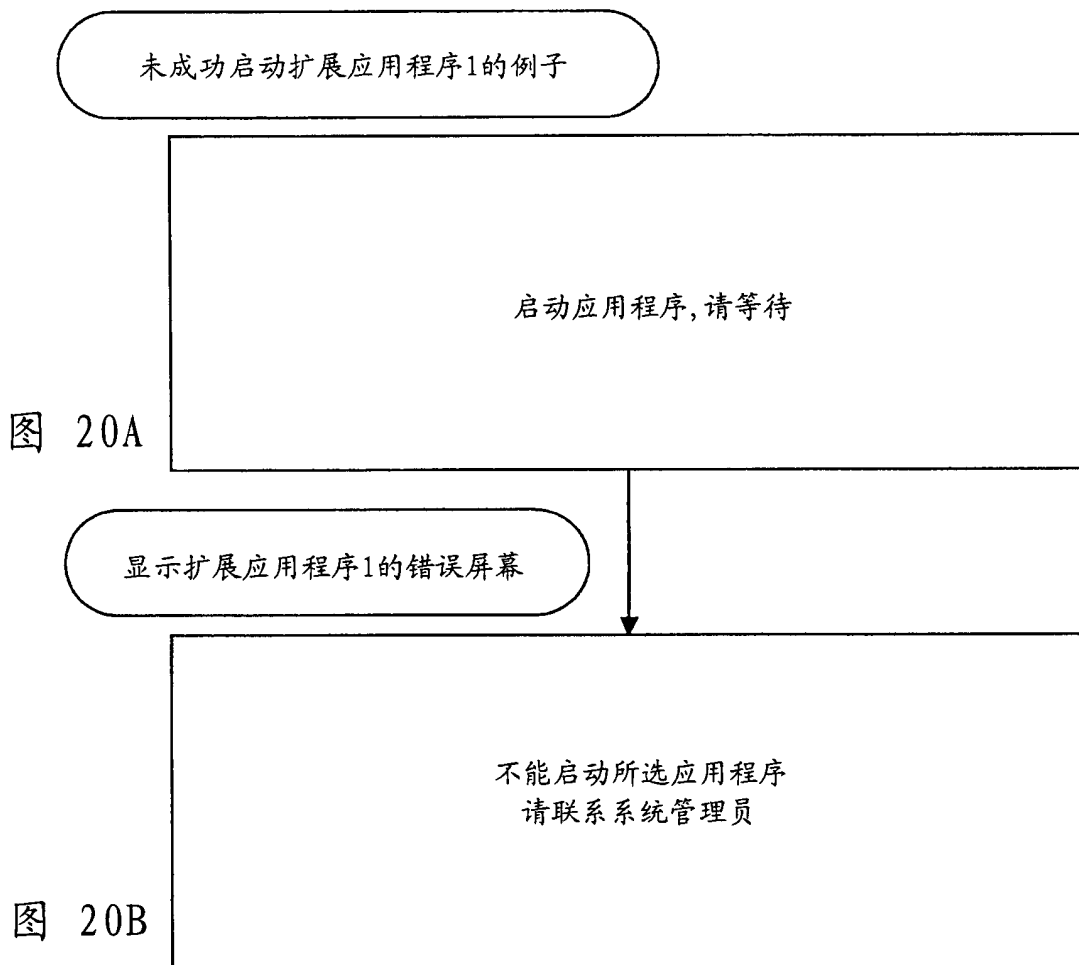 未成功启动扩展应用程序1的例子
启动应用程序,请等待
图 20A
显示扩展应用程序1的错误屏幕
不能启动所选应用程序
请联系系统管理员
图 20B